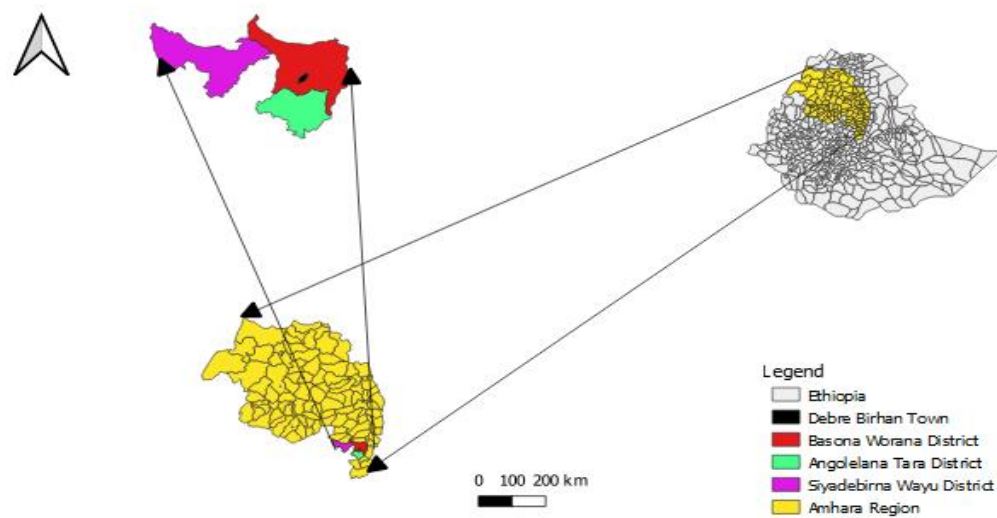 0 100 200 km
Legend
Ethiopia
Debre Birhan Town
Basona Worana District
Angolelana Tara District
Siyadebirna Wayu District
Amhara Region